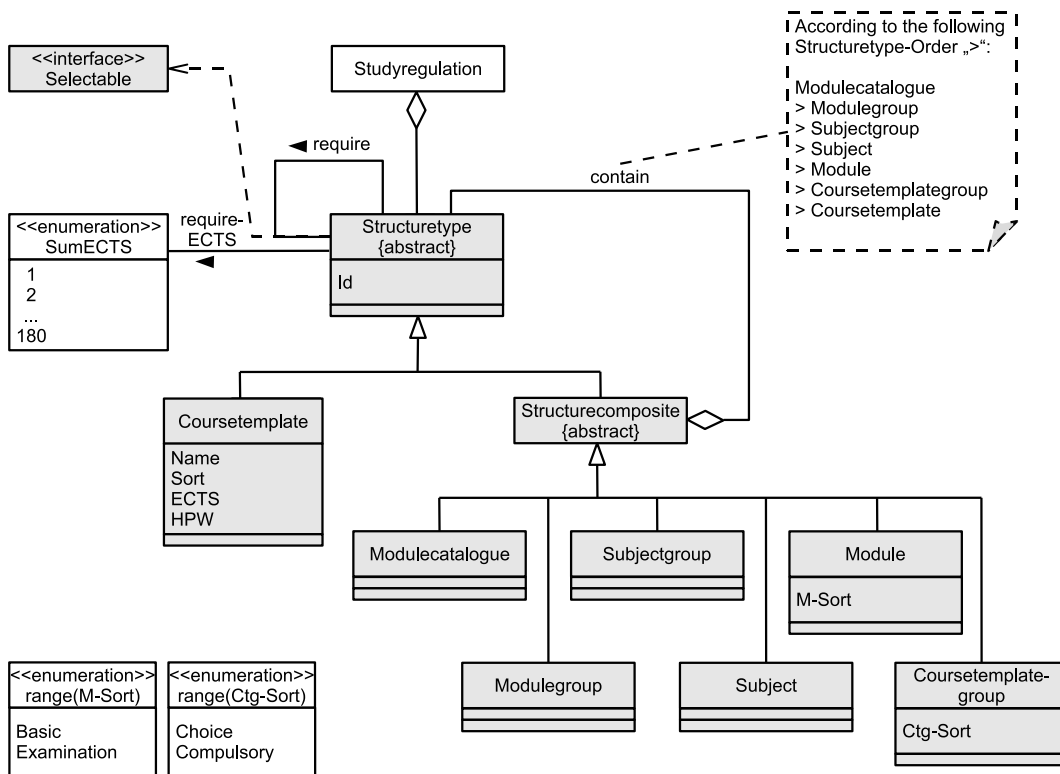 <<interface>>
Selectable
Studyregulation
According to the following
Structuretype-Order „>“:
Modulecatalogue
> Modulegroup
> Subjectgroup
> Subject
> Module
> Coursetemplategroup
> Coursetemplate
require
contain
require-
ECTS
<<enumeration>>
SumECTS
1
2
...
180
Structuretype
{abstract}
Id
Coursetemplate
Name
Sort
ECTS
HPW
Structurecomposite
{abstract}
Modulecatalogue
Subjectgroup
Module
M-Sort
Modulegroup
Subject
Coursetemplate-
group
Ctg-Sort
<<enumeration>>
range(M-Sort)
Basic
Examination
<<enumeration>>
range(Ctg-Sort)
Choice
Compulsory